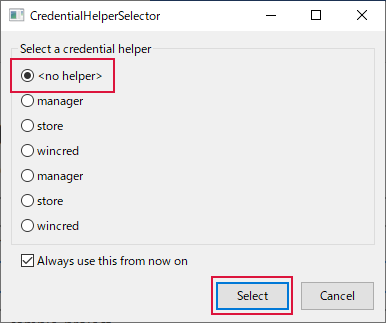 CredentialHelperSelector
Select a credential helper
<no helper>
manager
store
wincred
manager
store
wincred
Always use this from now on
Select
Cancel